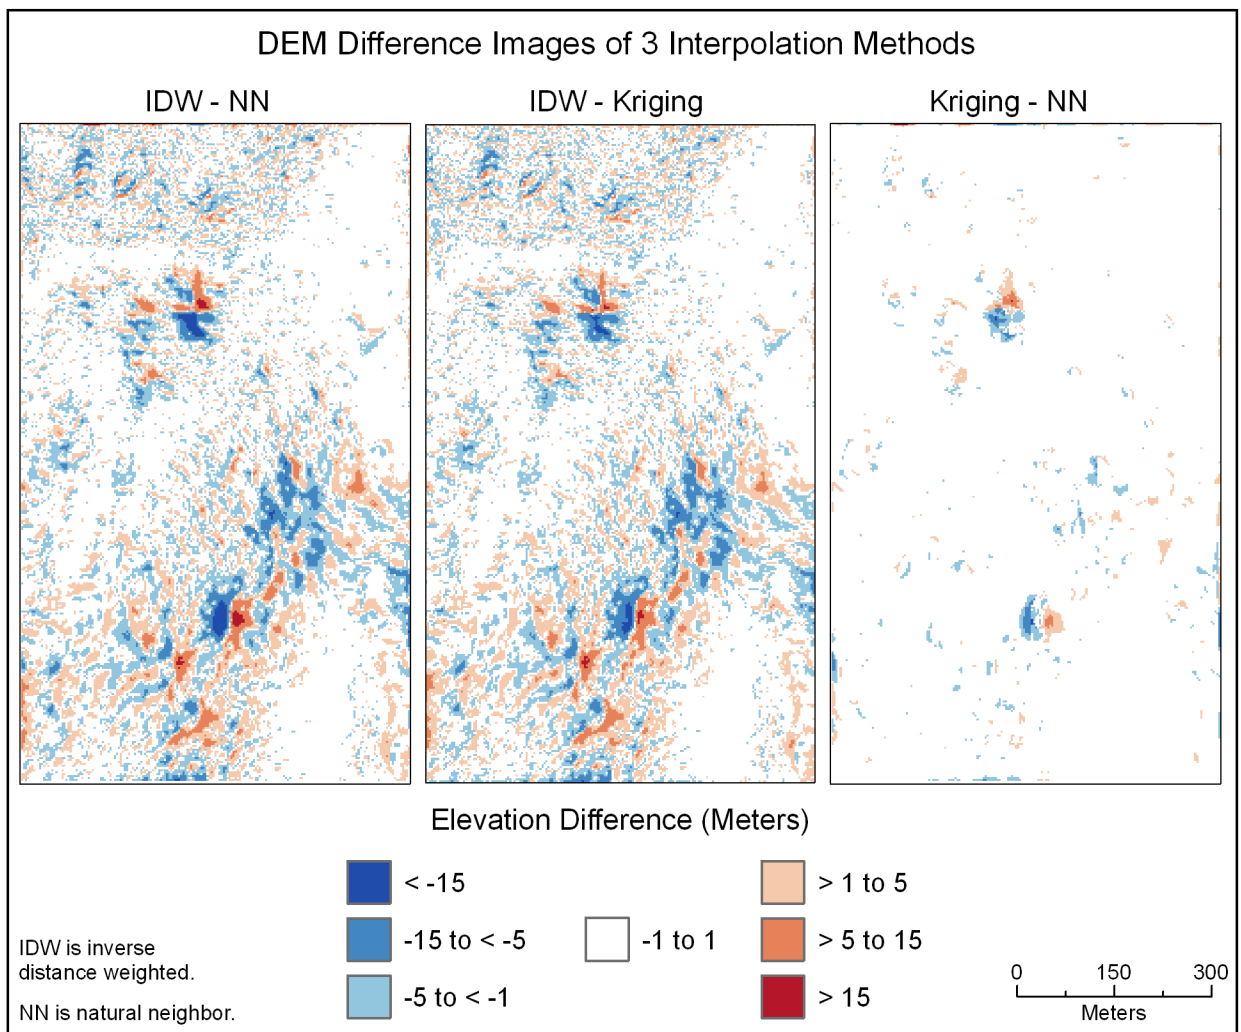 DEM Difference Images of 3 Interpolation Methods
IDW - NN
IDW - Kriging
Kriging - NN
Elevation Difference (Meters)
< -15
-15 to < -5
-5 to < -1
-1 to 1
> 1 to 5
> 5 to 15
> 15
IDW is inverse
distance weighted.
NN is natural neighbor.
0 150 300
Meters